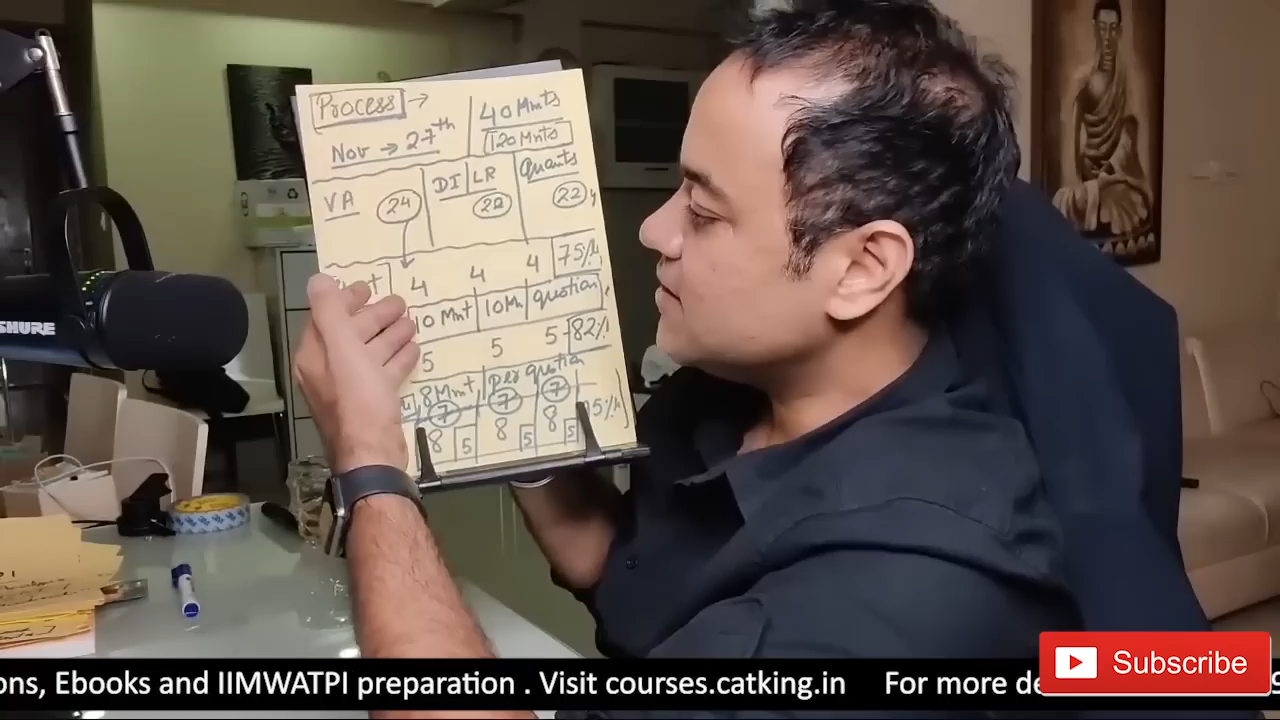 Process →
Nov → 27th
40 Mnts
120 Mnts
VA 24
DI LR 20
Quants 22
4 4 4 75%
10 Mnt 10 Mn question
5 5 5 82%
8 Mnt per question
7 7 7
8 5 8 5 8 5 5%
SHURE
ons, Ebooks and IIMWATPI preparation . Visit courses.catking.in For more de
Subscribe
9